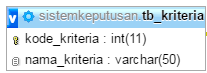 v sistemkeputusan.tb_kriteria
kode_kriteria : int(11)
nama_kriteria : varchar(50)